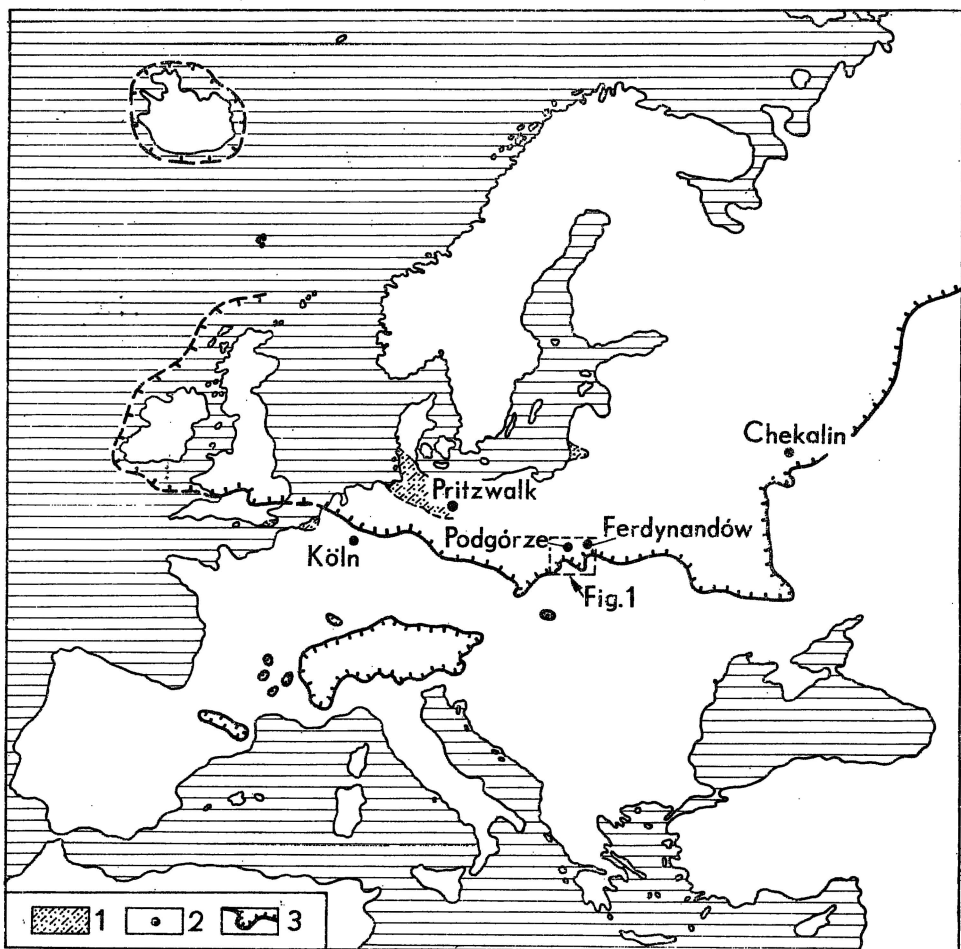 Chekalin
Pritzwalk
Podgórze
Ferdynandów
Köln
Fig.1
1
2
3